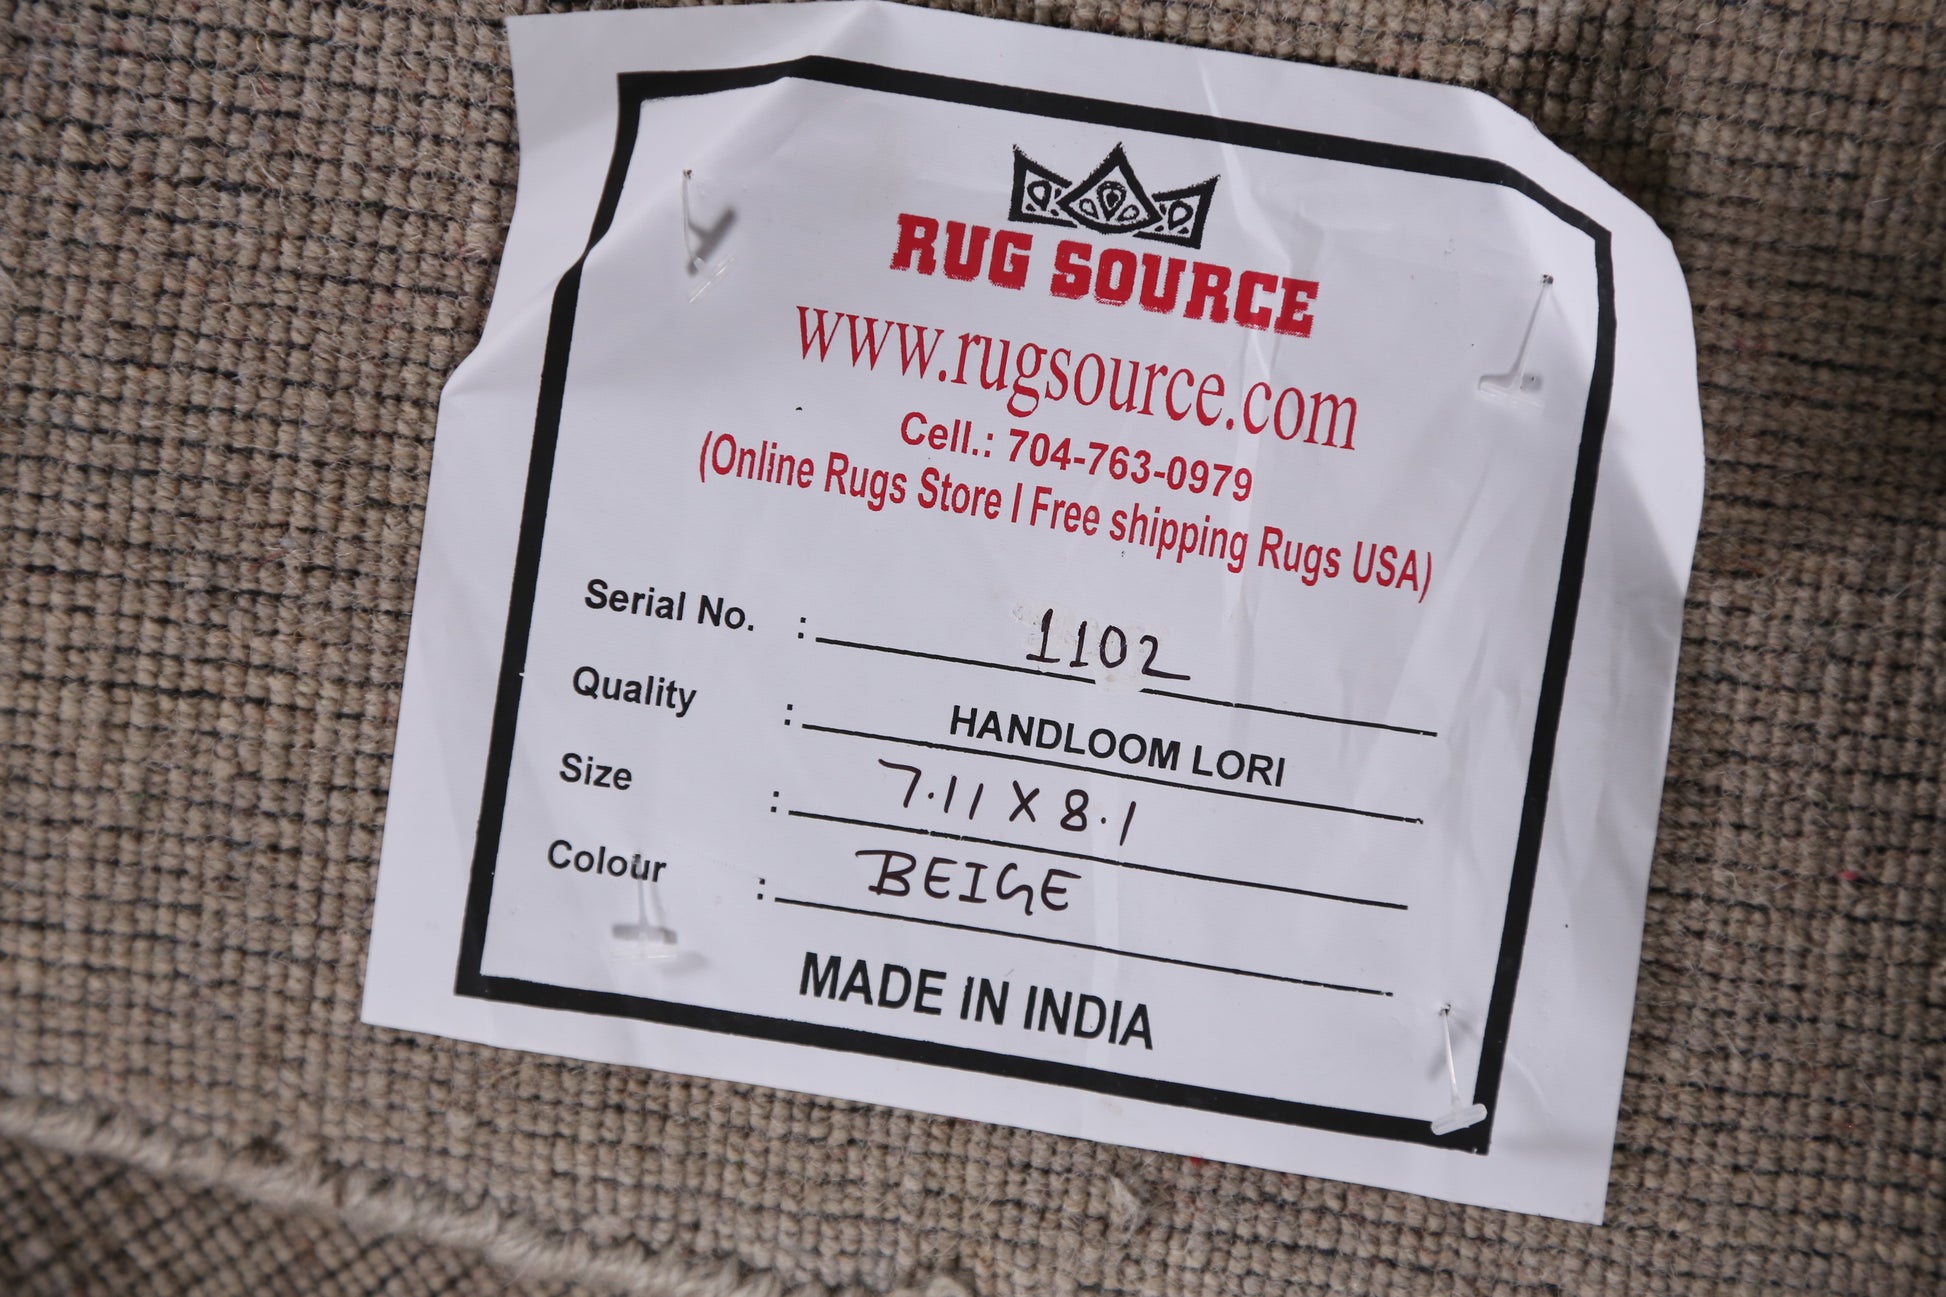 RUG SOURCE
www.rugsource.com
Cell.: 704-763-0979
(Online Rugs Store | Free shipping Rugs USA)
Serial No. : 1102
Quality : HANDLOOM LORI
Size : 7.11 X 8.1
Colour : BEIGE
MADE IN INDIA